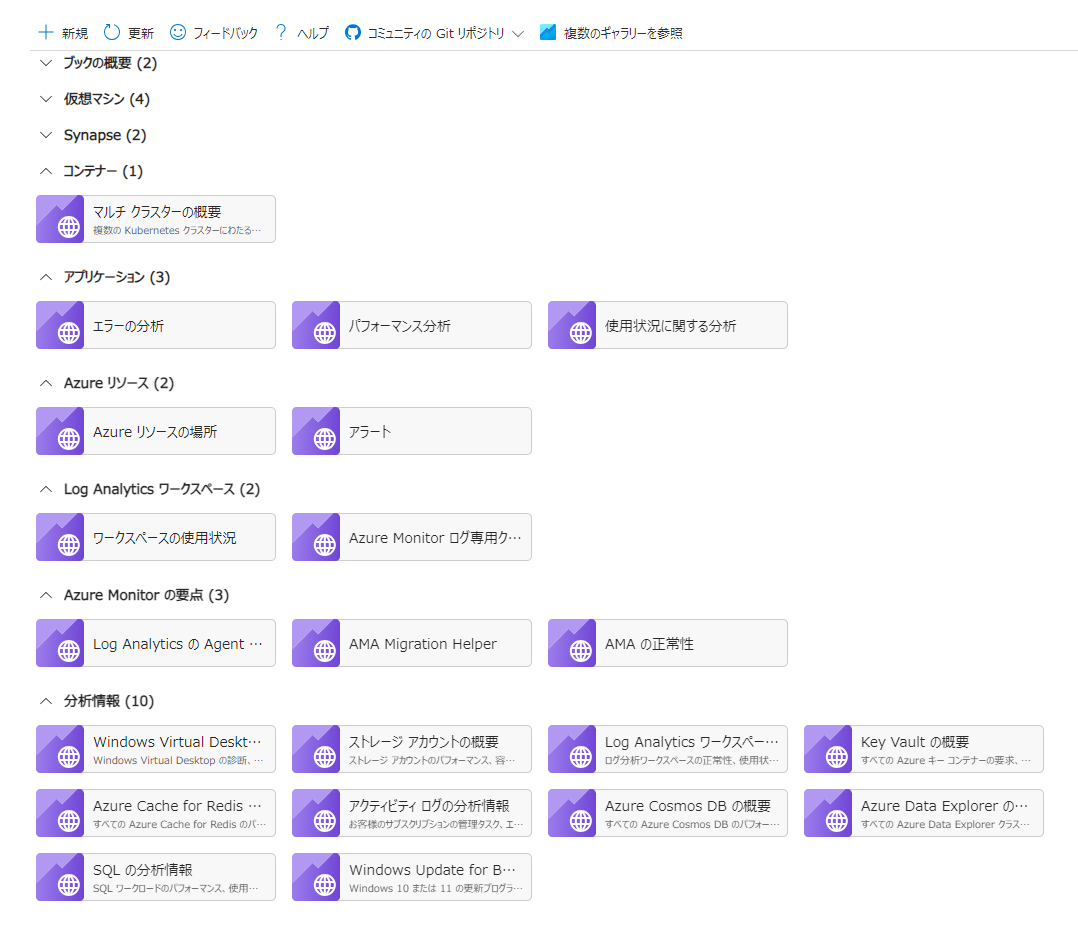 新規 更新 フィードバック ヘルプ コミュニティの Git リポジトリ 複数のギャラリーを参照
ブックの概要 (2)
仮想マシン (4)
Synapse (2)
コンテナー (1)
マルチ クラスターの概要
複数の Kubernetes クラスターにわたる…
アプリケーション (3)
エラーの分析
パフォーマンス分析
使用状況に関する分析
Azure リソース (2)
Azure リソースの場所
アラート
Log Analytics ワークスペース (2)
ワークスペースの使用状況
Azure Monitor ログ専用ク…
Azure Monitor の要点 (3)
Log Analytics の Agent …
AMA Migration Helper
AMA の正常性
分析情報 (10)
Windows Virtual Deskt…
Windows Virtual Desktop の診断、…
ストレージ アカウントの概要
ストレージ アカウントのパフォーマンス、容…
Log Analytics ワークスペー…
ログ分析ワークスペースの正常性、使用状…
Key Vault の概要
すべての Azure キー コンテナーの要求、…
Azure Cache for Redis …
すべての Azure Cache for Redis のパ…
アクティビティ ログの分析情報
お客様のサブスクリプションの管理タスク、エ…
Azure Cosmos DB の概要
すべての Azure Cosmos DB のパフォー…
Azure Data Explorer の…
すべての Azure Data Explorer クラス…
SQL の分析情報
SQL ワークロードのパフォーマンス、使用…
Windows Update for B…
Windows 10 または 11 の更新プログラ…